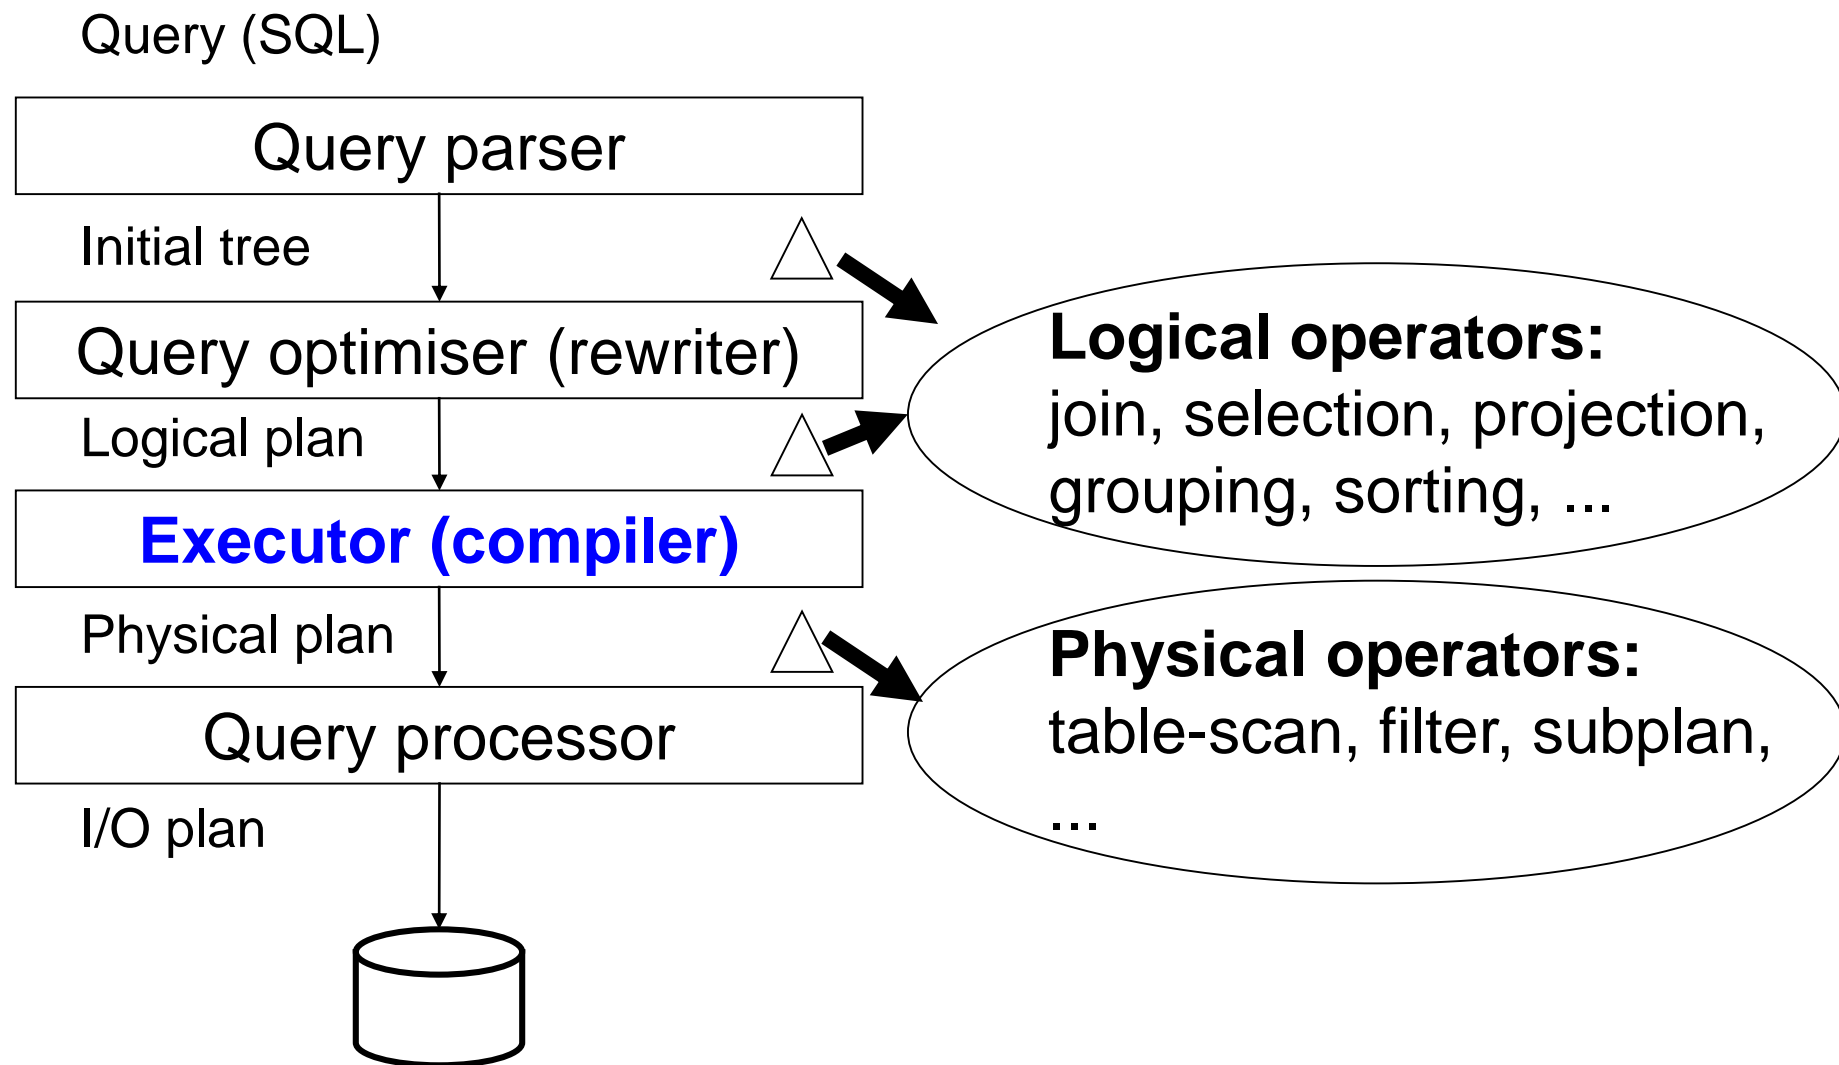 Query (SQL)
Query parser
Initial tree
Query optimiser (rewriter)
Logical plan
Executor (compiler)
Physical plan
Query processor
I/O plan
Logical operators:
join, selection, projection,
grouping, sorting, ...
Physical operators:
table-scan, filter, subplan,
...